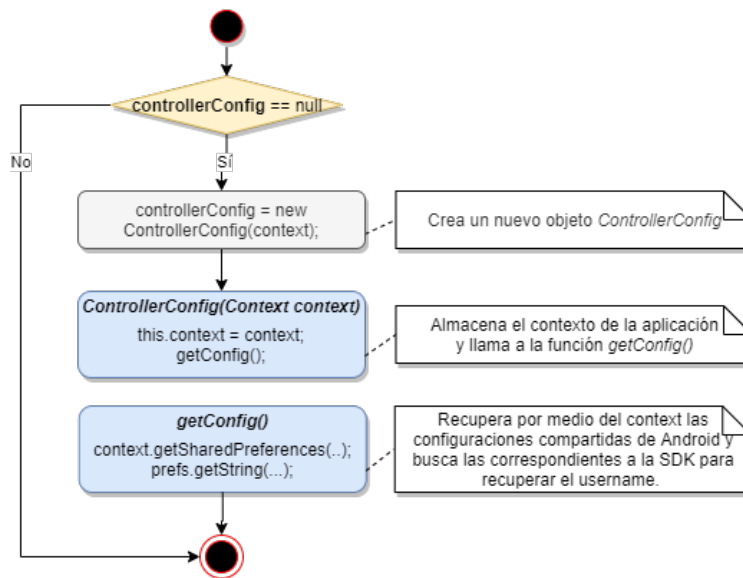 controllerConfig == null
No
Sí
controllerConfig = new
ControllerConfig(context);
Crea un nuevo objeto ControllerConfig
ControllerConfig(Context context)
this.context = context;
getConfig();
Almacena el contexto de la aplicación
y llama a la función getConfig()
getConfig()
context.getSharedPreferences(..);
prefs.getString(...);
Recupera por medio del context las
configuraciones compartidas de Android y
busca las correspondientes a la SDK para
recuperar el username.